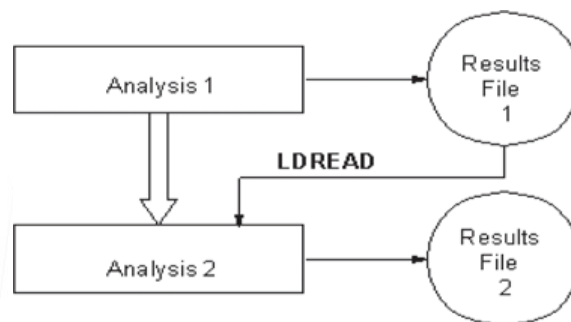 Analysis 1
Results
File
1
LDREAD
Analysis 2
Results
File
2